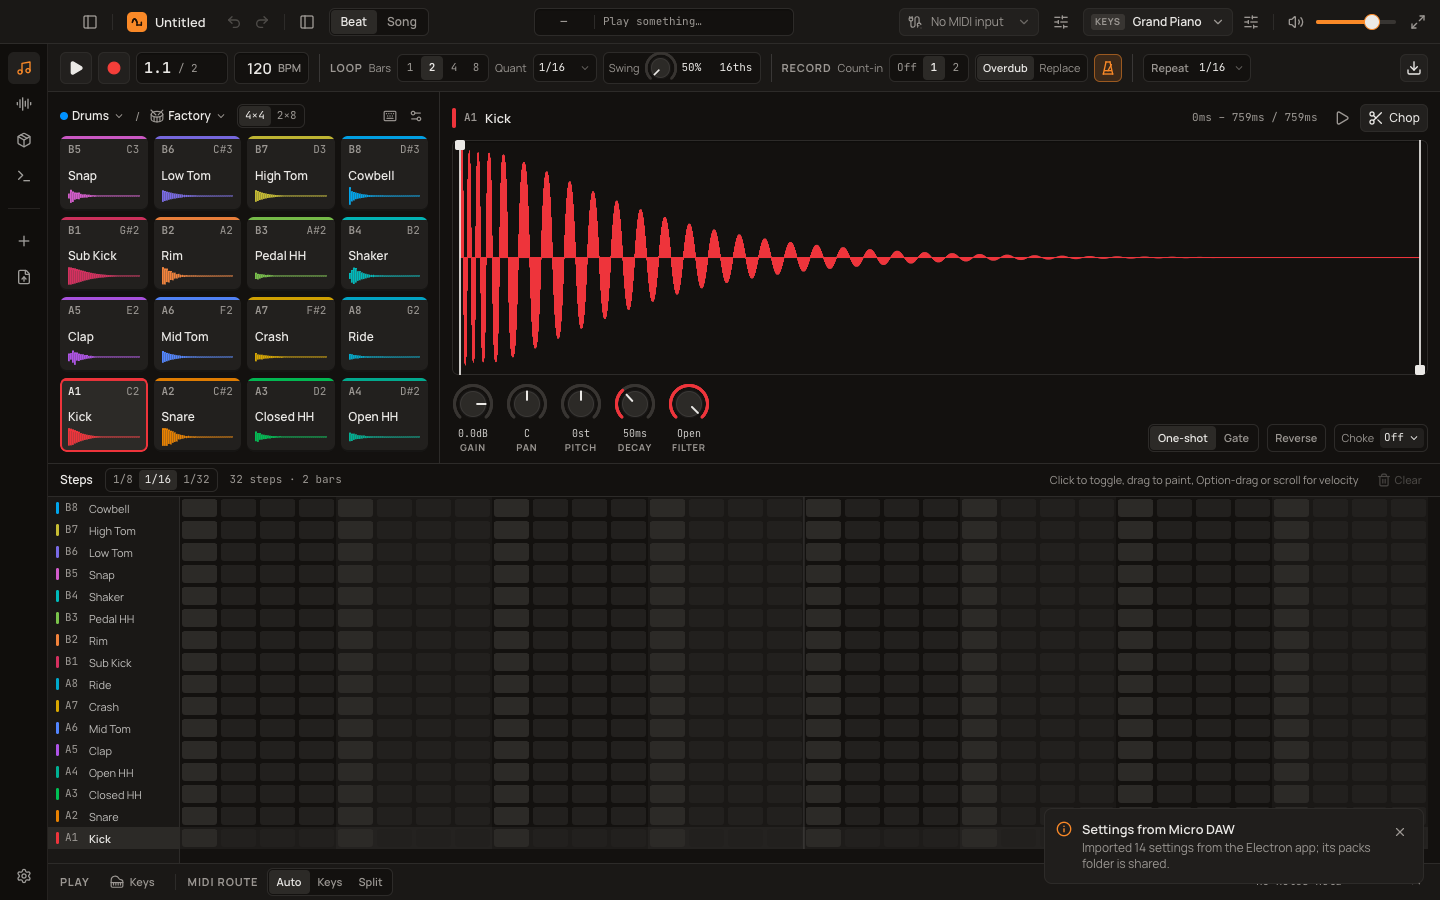 Untitled
Beat Song
– Play something…
No MIDI input
KEYS Grand Piano
1.1 / 2
120 BPM
LOOP Bars 1 2 4 8
Quant 1/16
Swing 50% 16ths
RECORD Count-in Off 1 2
Overdub Replace
Repeat 1/16
Drums / Factory 4×4 2×8
B5 C3 Snap
B6 C#3 Low Tom
B7 D3 High Tom
B8 D#3 Cowbell
B1 G#2 Sub Kick
B2 A2 Rim
B3 A#2 Pedal HH
B4 B2 Shaker
A5 E2 Clap
A6 F2 Mid Tom
A7 F#2 Crash
A8 G2 Ride
A1 C2 Kick
A2 C#2 Snare
A3 D2 Closed HH
A4 D#2 Open HH
A1 Kick
0ms – 759ms / 759ms
Chop
0.0dB GAIN
C PAN
0st PITCH
50ms DECAY
Open FILTER
One-shot Gate
Reverse
Choke Off
Steps 1/8 1/16 1/32 32 steps · 2 bars
Click to toggle, drag to paint, Option-drag or scroll for velocity
Clear
B8 Cowbell
B7 High Tom
B6 Low Tom
B5 Snap
B4 Shaker
B3 Pedal HH
B2 Rim
B1 Sub Kick
A8 Ride
A7 Crash
A6 Mid Tom
A5 Clap
A4 Open HH
A3 Closed HH
A2 Snare
A1 Kick
Settings from Micro DAW
Imported 14 settings from the Electron app; its packs
folder is shared.
PLAY Keys
MIDI ROUTE Auto Keys Split